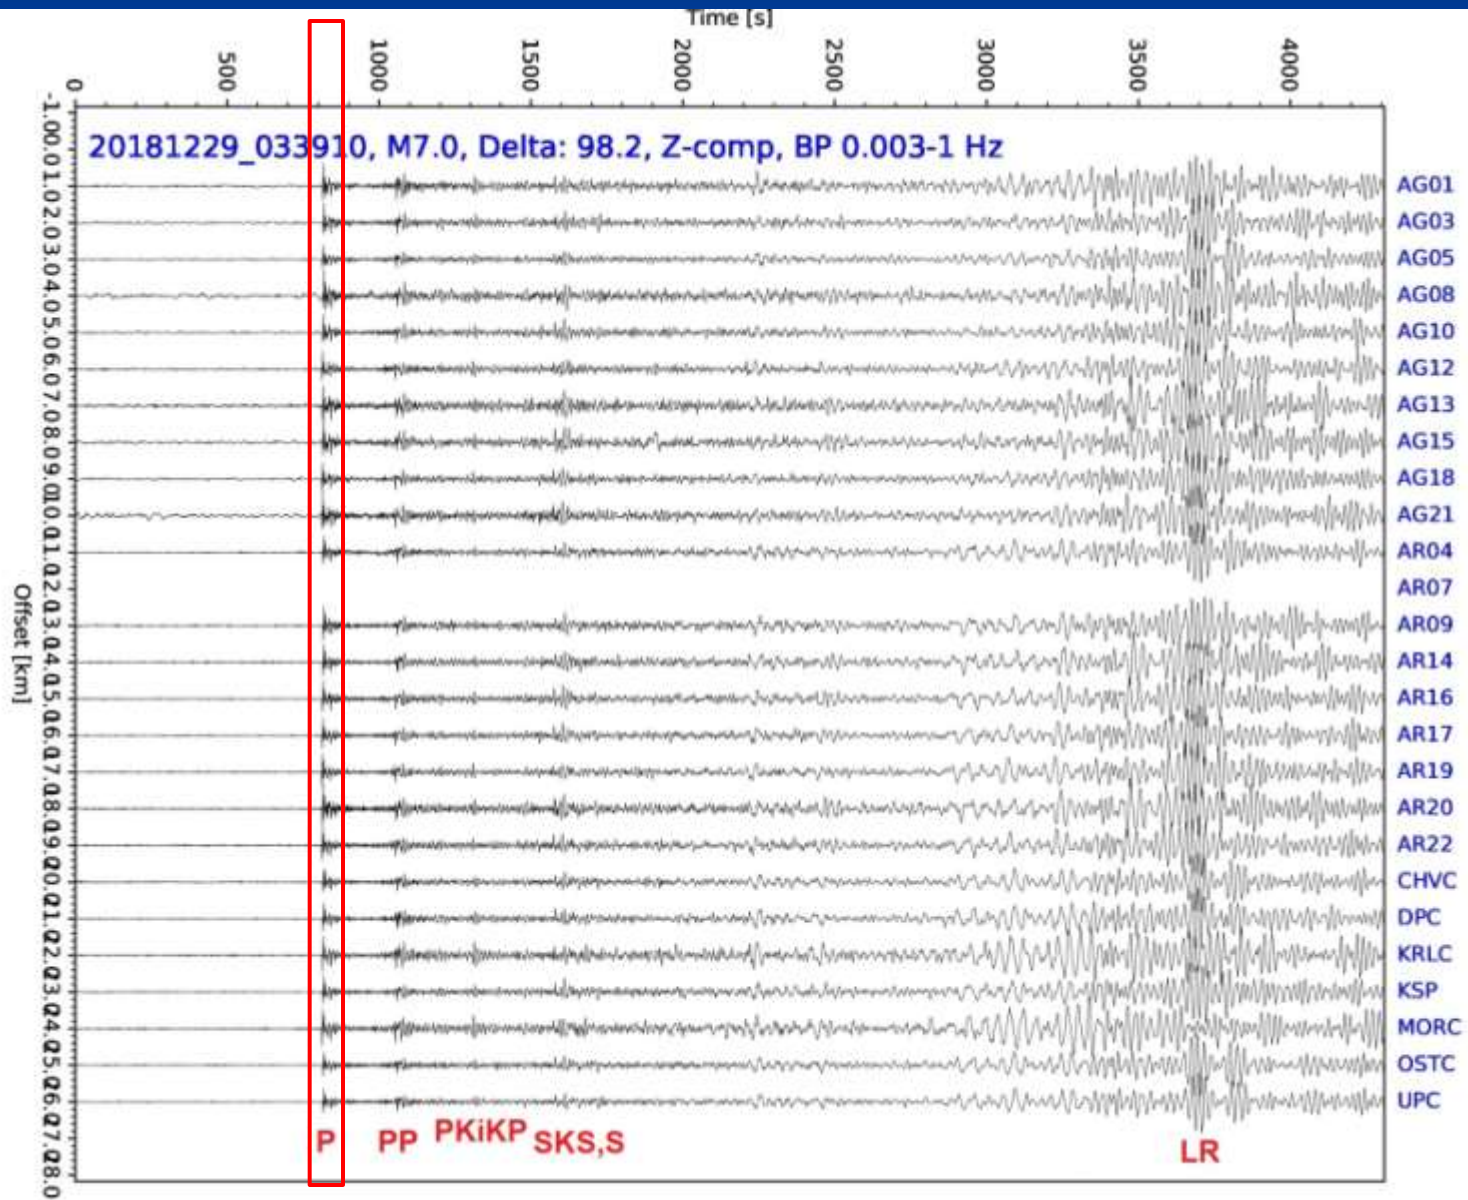 Time [s]
0 500 1000 1500 2000 2500 3000 3500 4000
20181229_033910, M7.0, Delta: 98.2, Z-comp, BP 0.003-1 Hz
AG01
AG03
AG05
AG08
AG10
AG12
AG13
AG15
AG18
AG21
AR04
AR07
AR09
AR14
AR16
AR17
AR19
AR20
AR22
CHVC
DPC
KRLC
KSP
MORC
OSTC
UPC
Offset [km]
P PP PKiKP SKS,S LR